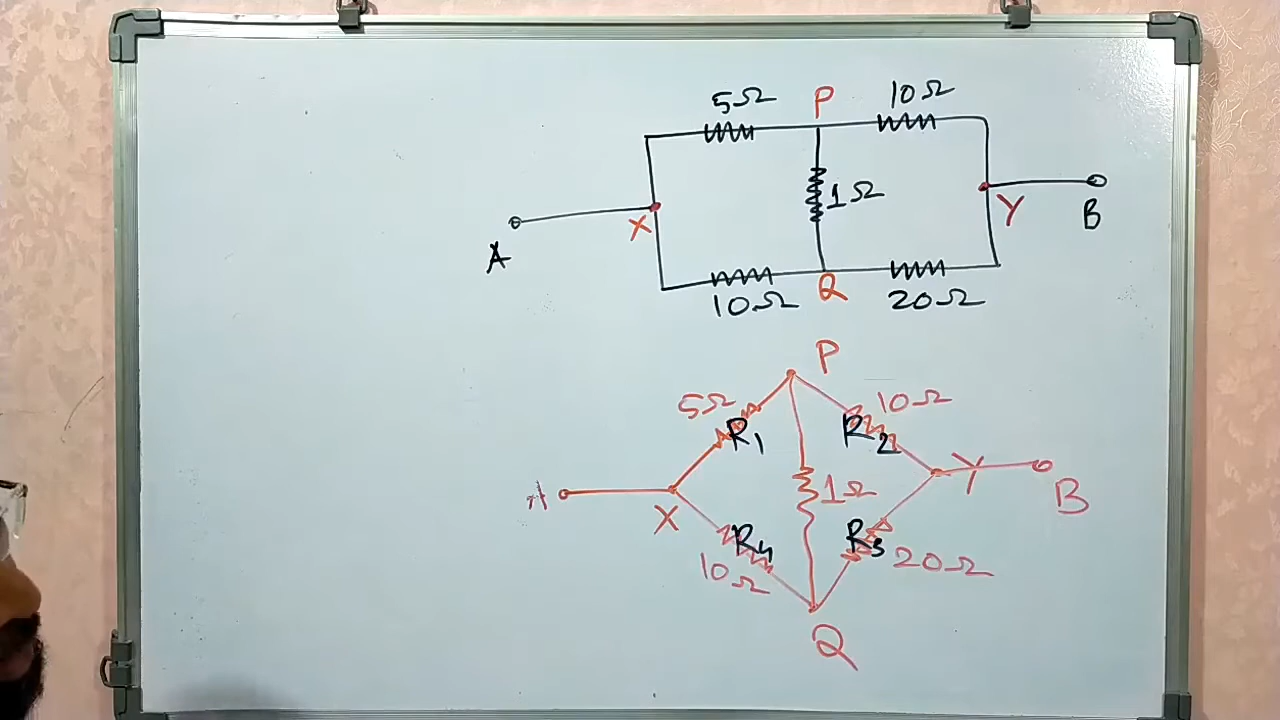 5Ω P 10Ω
1Ω
A X Y B
10Ω Q 20Ω
P
5Ω 10Ω
R1 R2
A 1Ω Y B
X
R4 R3
10Ω 20Ω
Q